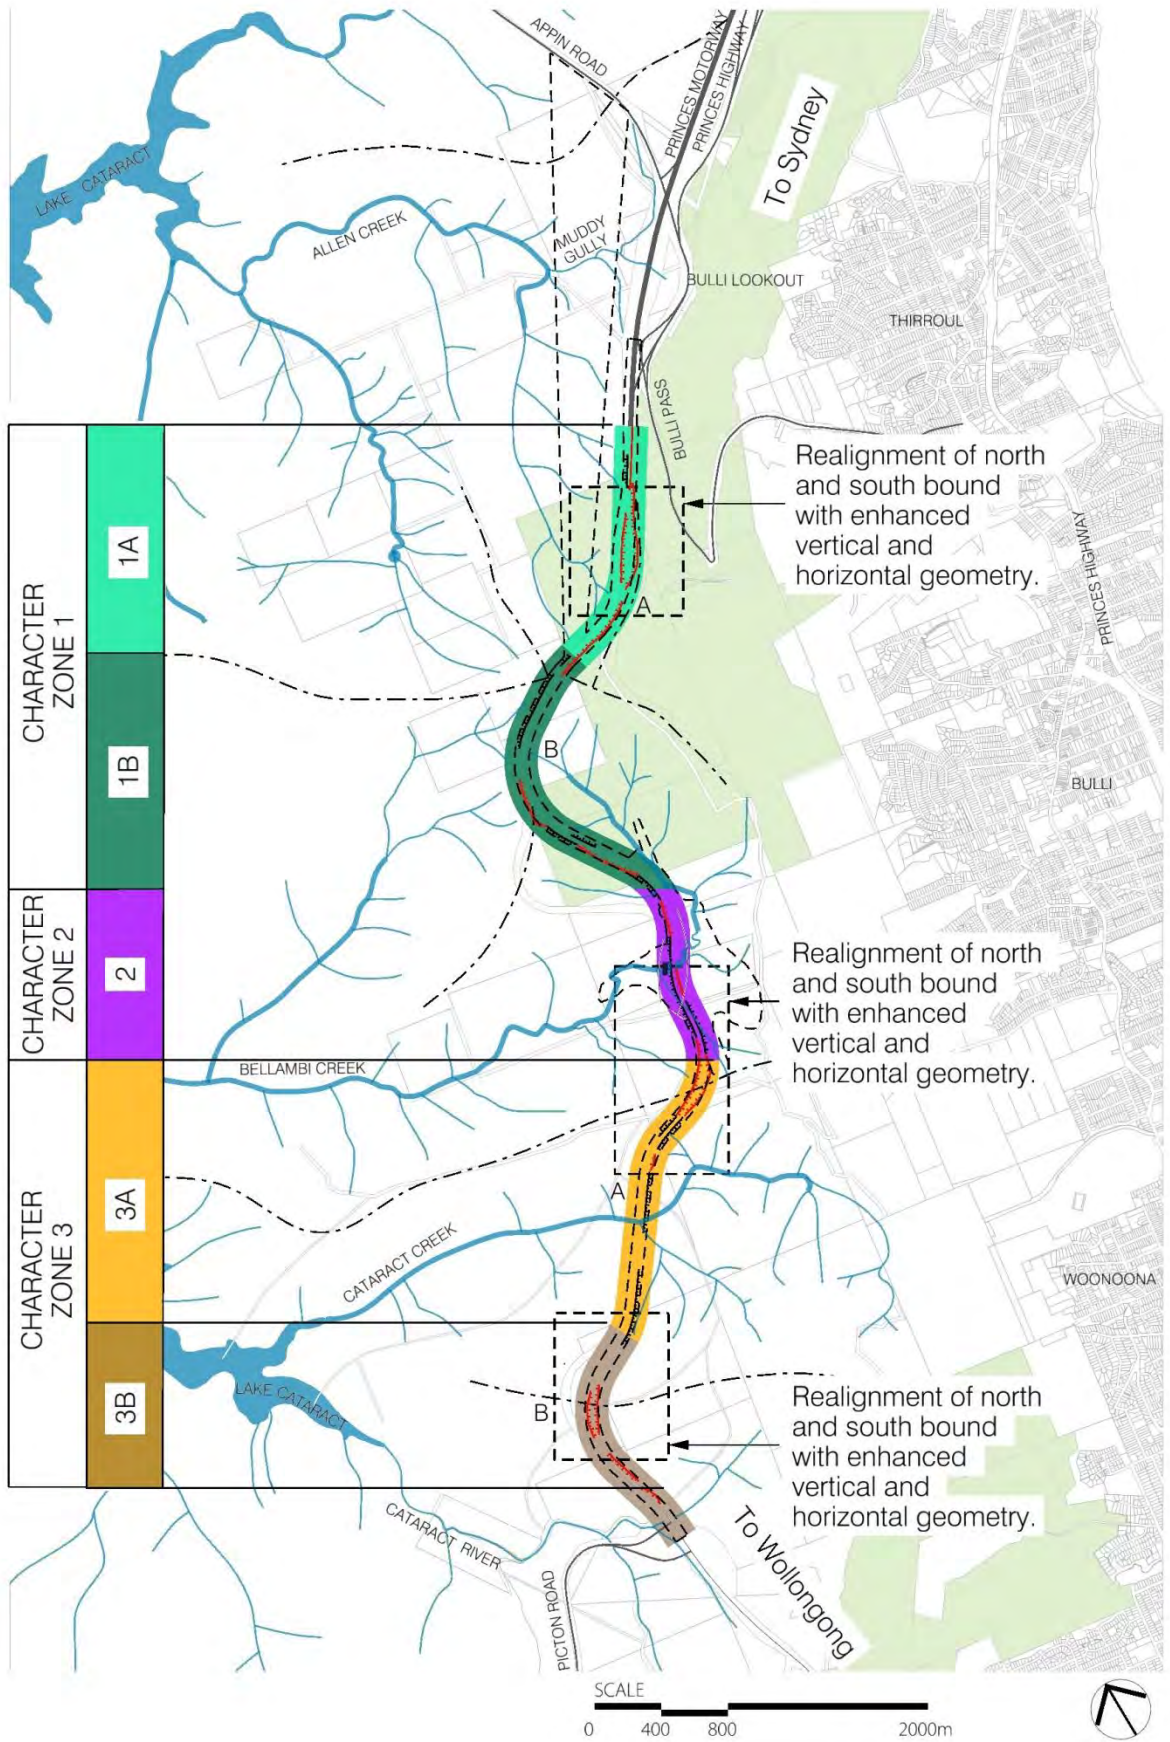 APPIN ROAD
PRINCES MOTORWAY
PRINCES HIGHWAY
To Sydney
LAKE CATARACT
ALLEN CREEK
MUDDY
GULLY
BULLI LOOKOUT
THIRROUL
BULLI PASS
Realignment of north
and south bound
with enhanced
vertical and
horizontal geometry.
PRINCES HIGHWAY
CHARACTER
ZONE 1
1A
1B
A
B
BULLI
CHARACTER
ZONE 2
2
Realignment of north
and south bound
with enhanced
vertical and
horizontal geometry.
BELLAMBI CREEK
CHARACTER
ZONE 3
3A
3B
A
CATARACT CREEK
WOONOONA
LAKE CATARACT
B
Realignment of north
and south bound
with enhanced
vertical and
horizontal geometry.
CATARACT RIVER
PICTON ROAD
To Wollongong
SCALE
0 400 800 2000m